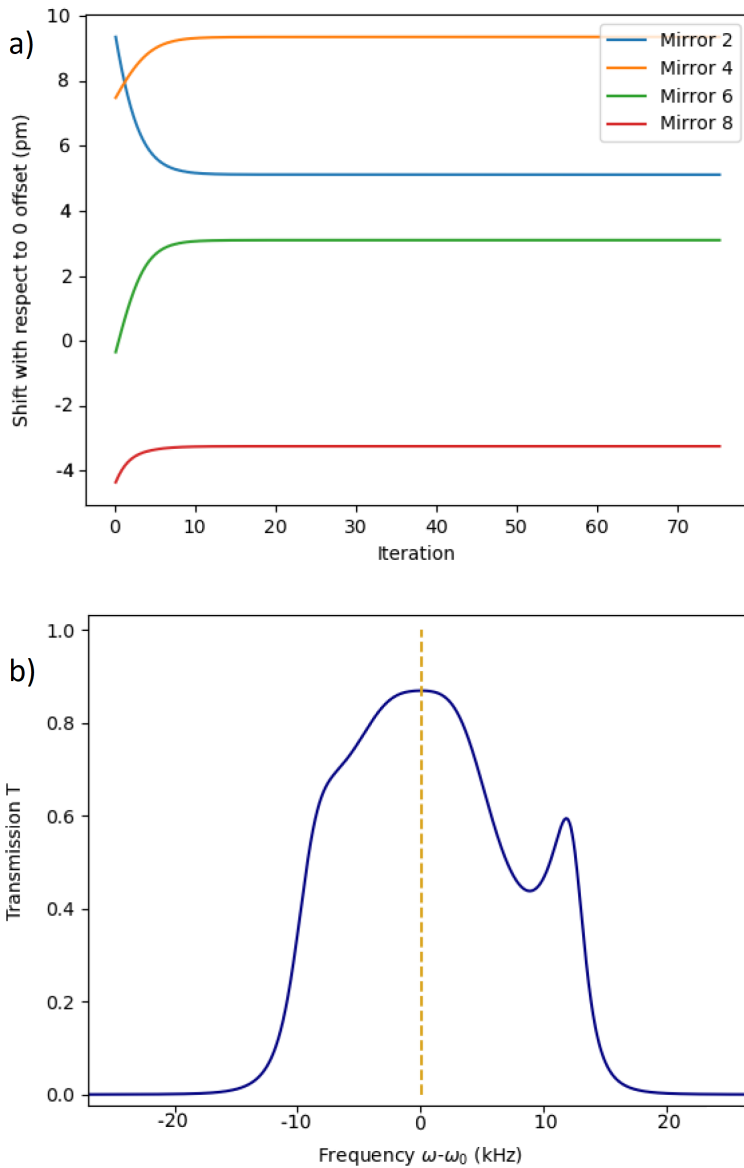 a)
10
8
6
4
2
0
-2
-4
Shift with respect to 0 offset (pm)
Mirror 2
Mirror 4
Mirror 6
Mirror 8
0 10 20 30 40 50 60 70
Iteration
b)
1.0
0.8
0.6
0.4
0.2
0.0
Transmission T
-20 -10 0 10 20
Frequency ω-ω₀ (kHz)